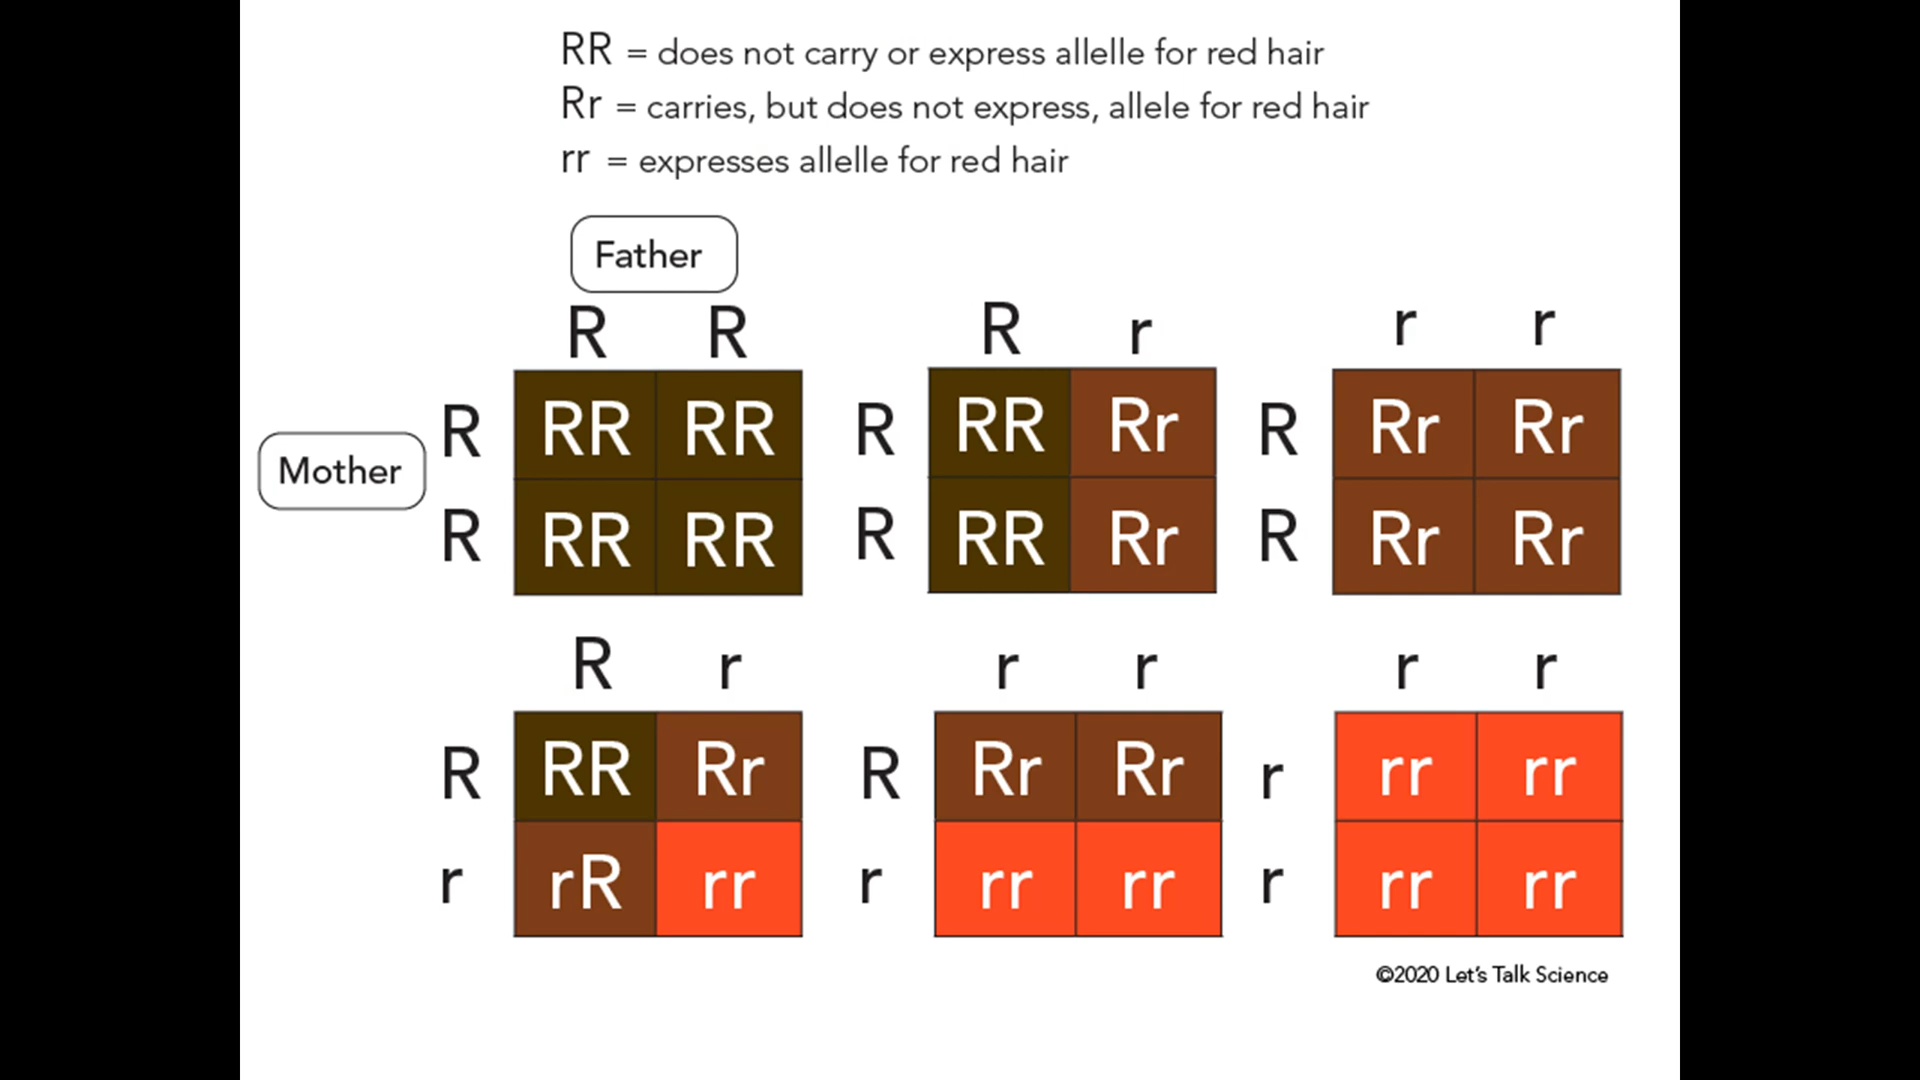 RR = does not carry or express allelle for red hair
Rr = carries, but does not express, allele for red hair
rr = expresses allelle for red hair
Father
Mother
R R
R RR RR
R RR RR
R r
R RR Rr
R RR Rr
r r
R Rr Rr
R Rr Rr
R r
R RR Rr
r rR rr
r r
R Rr Rr
r rr rr
r r
r rr rr
r rr rr
©2020 Let's Talk Science